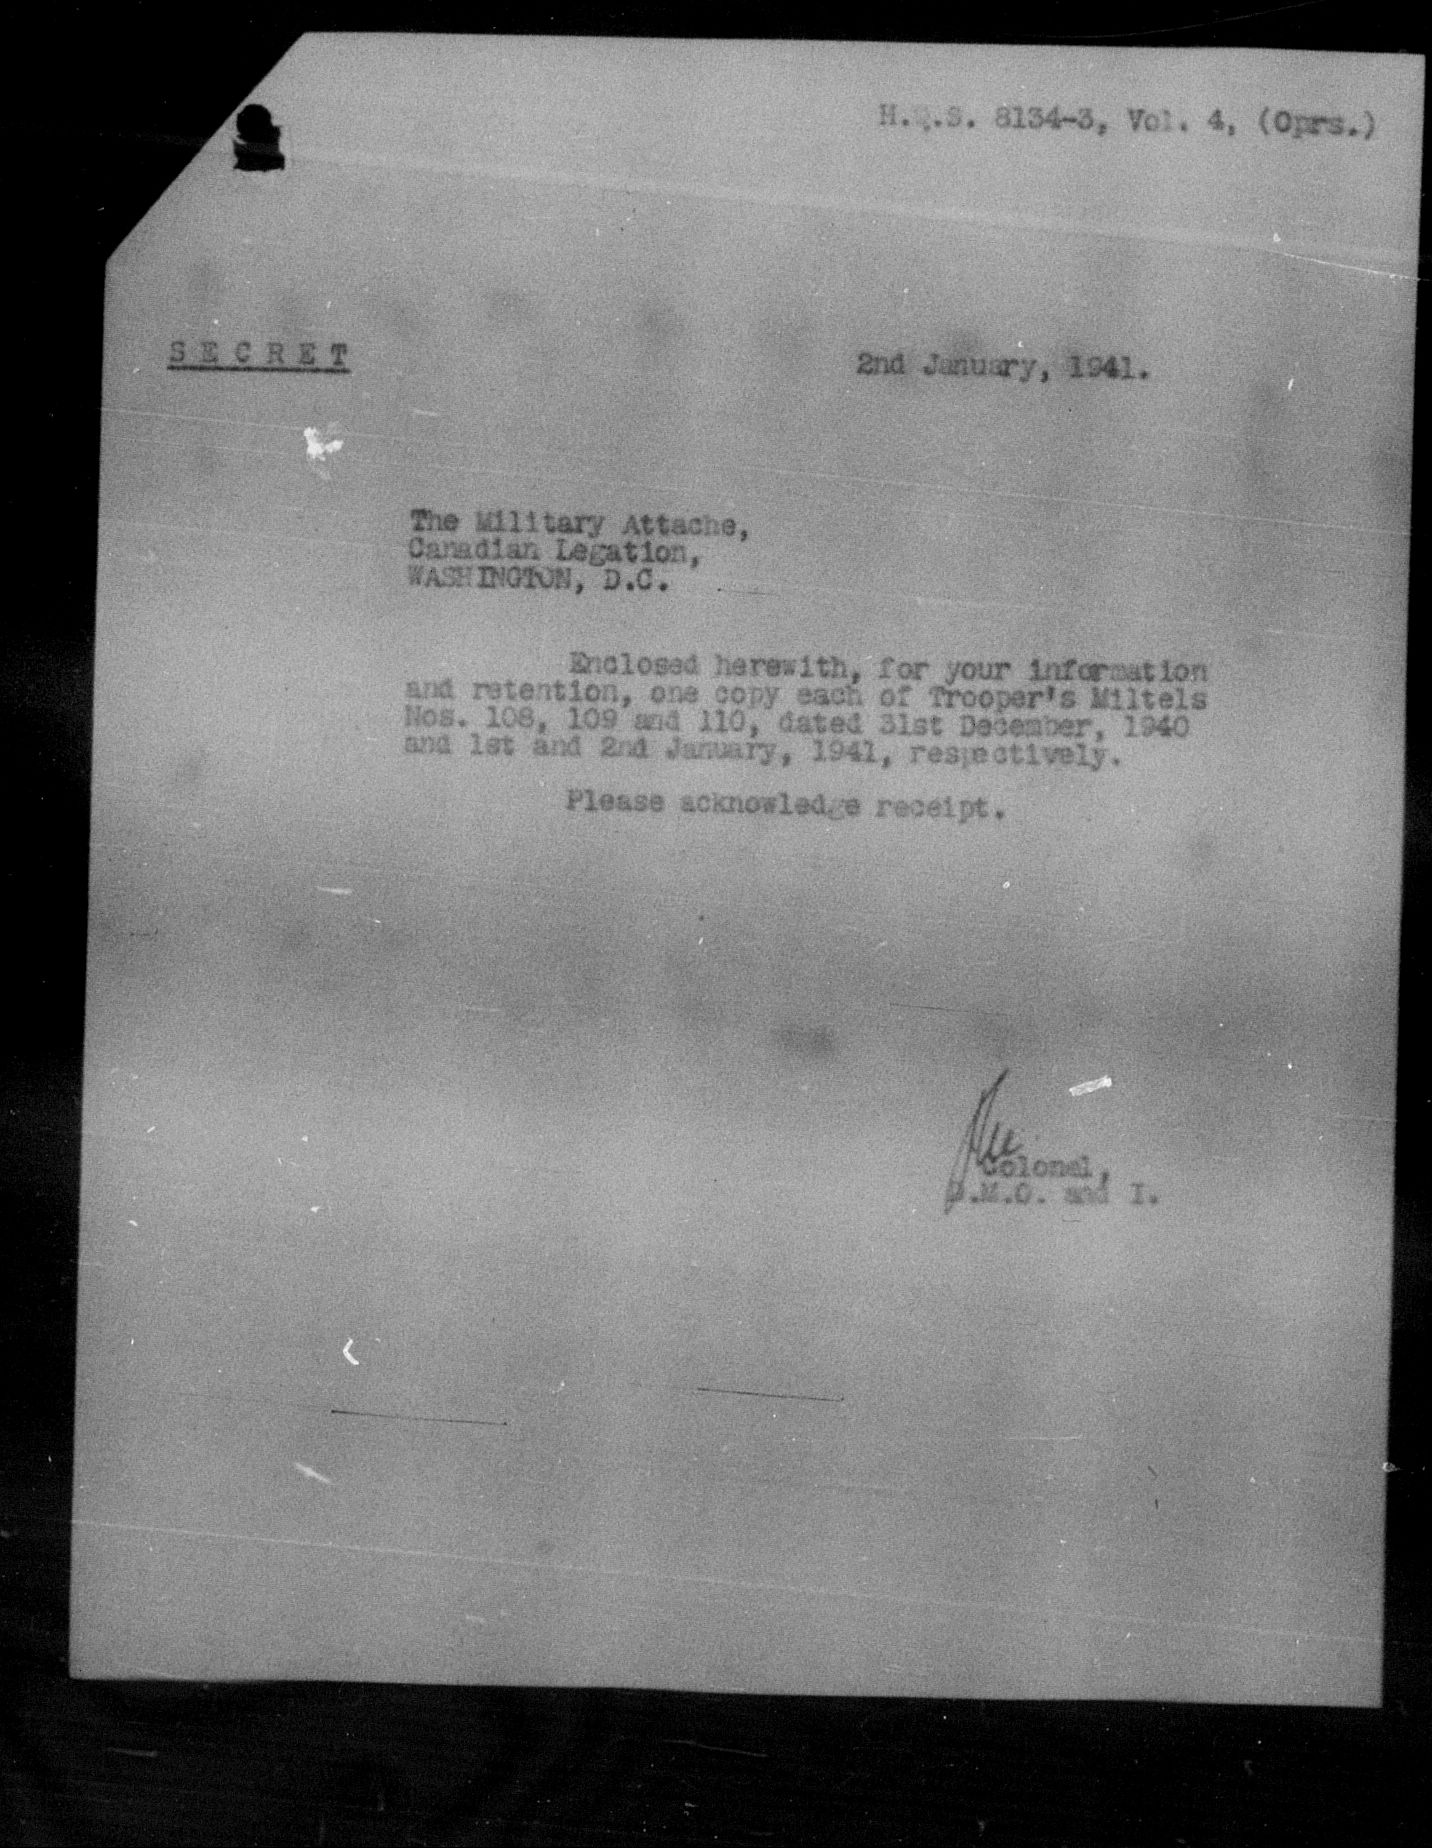 H.Q.S. 8134-3, Vol. 4, (Oprs.)
SECRET
2nd January, 1941.
The Military Attache,
Canadian Legation,
WASHINGTON, D.C.
Enclosed herewith, for your information
and retention, one copy each of Trooper's Miltels
Nos. 108, 109 and 110, dated 31st December, 1940
and 1st and 2nd January, 1941, respectively.
Please acknowledge receipt.
Colonel,
D.M.O. and I.